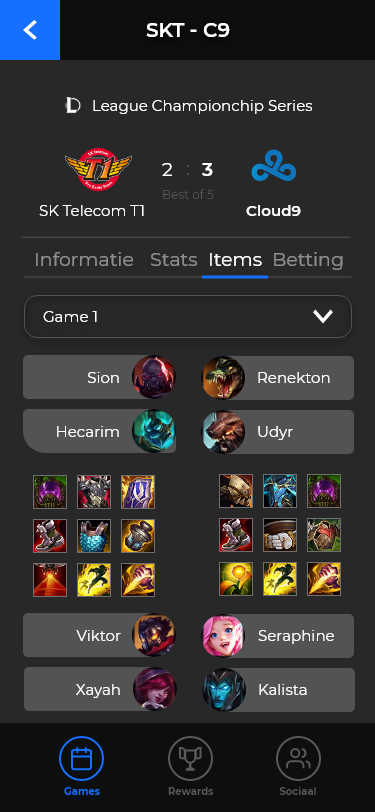 SKT - C9
League Championchip Series
T1
2 : 3
Best of 5
SK Telecom T1
Cloud9
Informatie Stats Items Betting
Game 1
Sion Renekton
Hecarim Udyr
Viktor Seraphine
Xayah Kalista
Games Rewards Sociaal